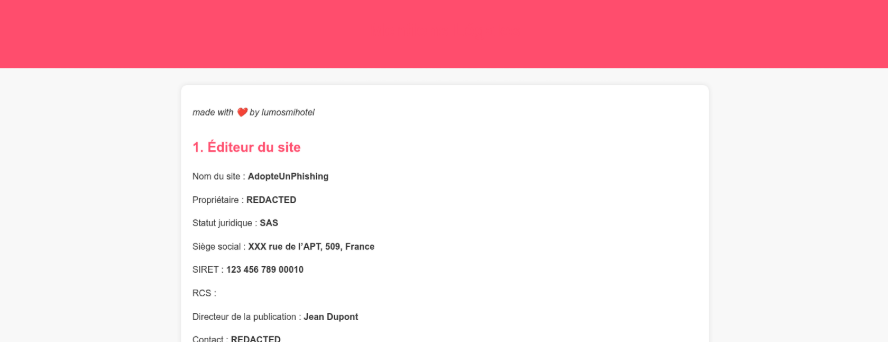 made with ❤️ by lumosmihotel
1. Éditeur du site
Nom du site : AdopteUnPhishing
Propriétaire : REDACTED
Statut juridique : SAS
Siège social : XXX rue de l'APT, 509, France
SIRET : 123 456 789 00010
RCS :
Directeur de la publication : Jean Dupont
Contact : REDACTED